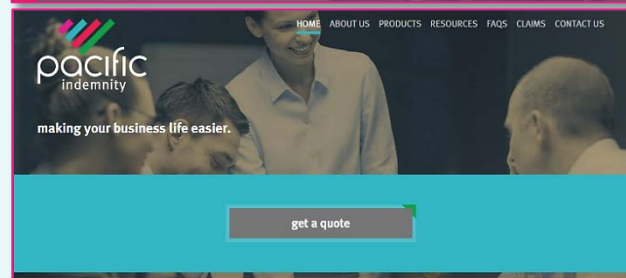 HOME ABOUT US PRODUCTS RESOURCES FAQS CLAIMS CONTACT US
pacific
indemnity
making your business life easier.
get a quote